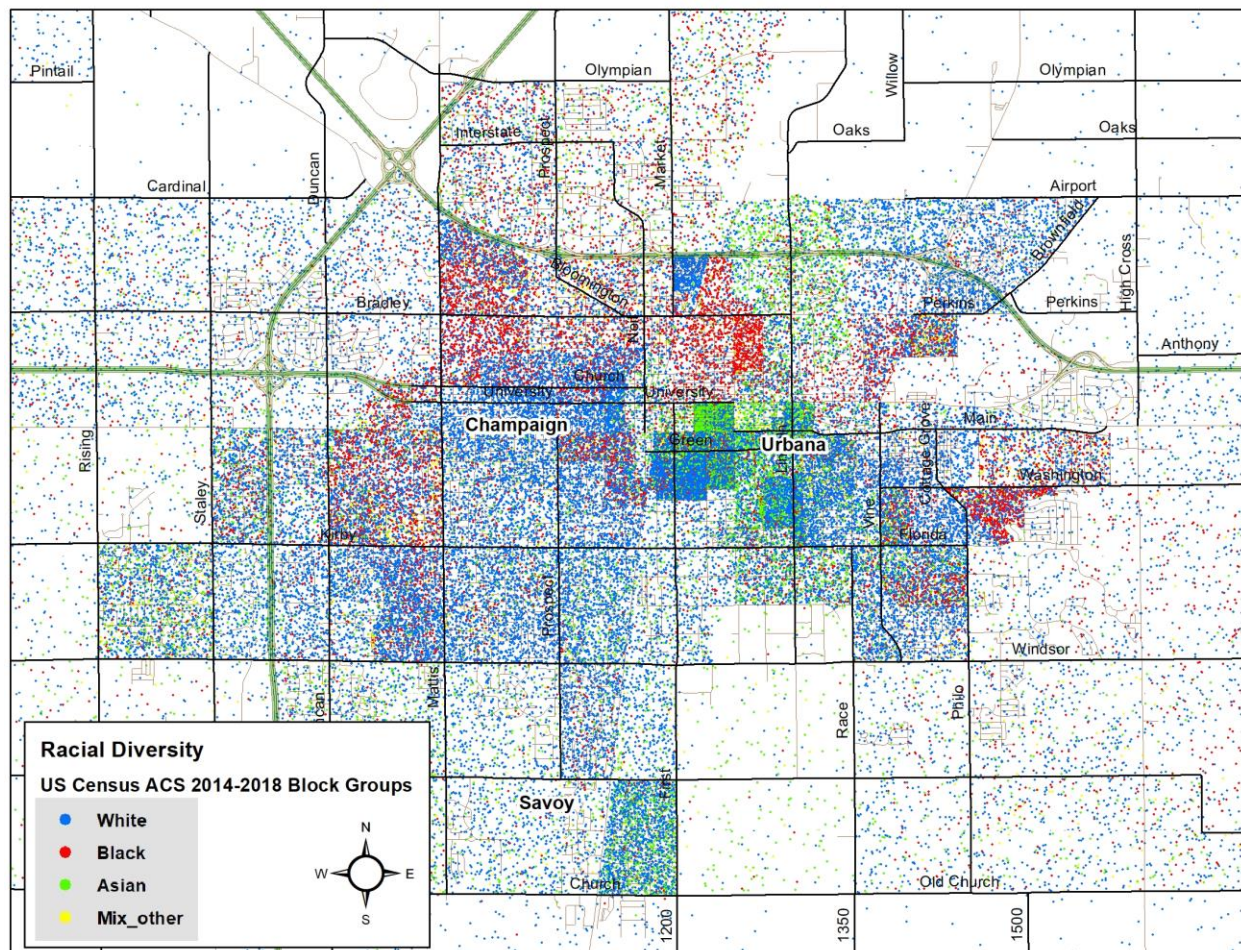 Pintail
Olympian
Willow
Olympian
Interstate
Prospect
Oaks
Oaks
Market
Duncan
Cardinal
Airport
Brownfield
High Cross
Bloomington
Bradley
Perkins
Perkins
Neil
Anthony
Church
University
University
Champaign
Main
Cottage Grove
Green
Urbana
Lincoln
Rising
Washington
Staley
Vine
Kirby
Florida
Prospect
Windsor
Mattis
Philo
Race
First
Savoy
Church
Old Church
1200
1350
1500
Racial Diversity
US Census ACS 2014-2018 Block Groups
White
Black
Asian
Mix_other
N
W
E
S